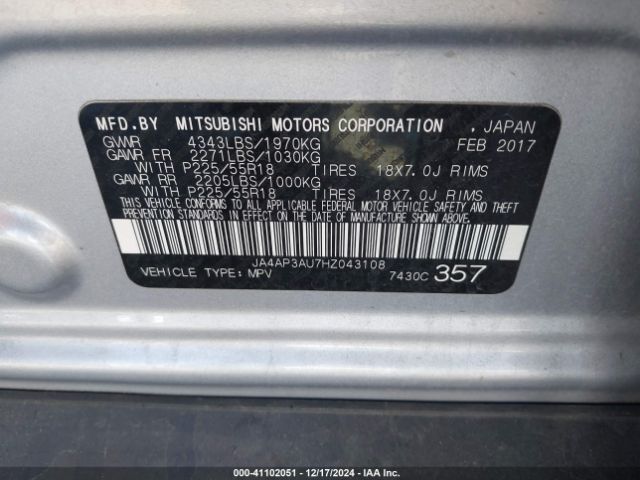 MFD.BY MITSUBISHI MOTORS CORPORATION , JAPAN
GVWR 4343LBS/1970KG FEB 2017
GAWR FR 2271LBS/1030KG
WITH P225/55R18 TIRES 18X7.0J RIMS
GAWR RR 2205LBS/1000KG
WITH P225/55R18 TIRES 18X7.0J RIMS
THIS VEHICLE CONFORMS TO ALL APPLICABLE FEDERAL MOTOR VEHICLE SAFETY AND THEFT
PREVENTION STANDARDS IN EFFECT ON THE DATE OF MANUFACTURE SHOWN ABOVE.
JA4AP3AU7HZ043108
VEHICLE TYPE:MPV 7430C 357
000-41102051 - 12/17/2024 - IAAI.COM